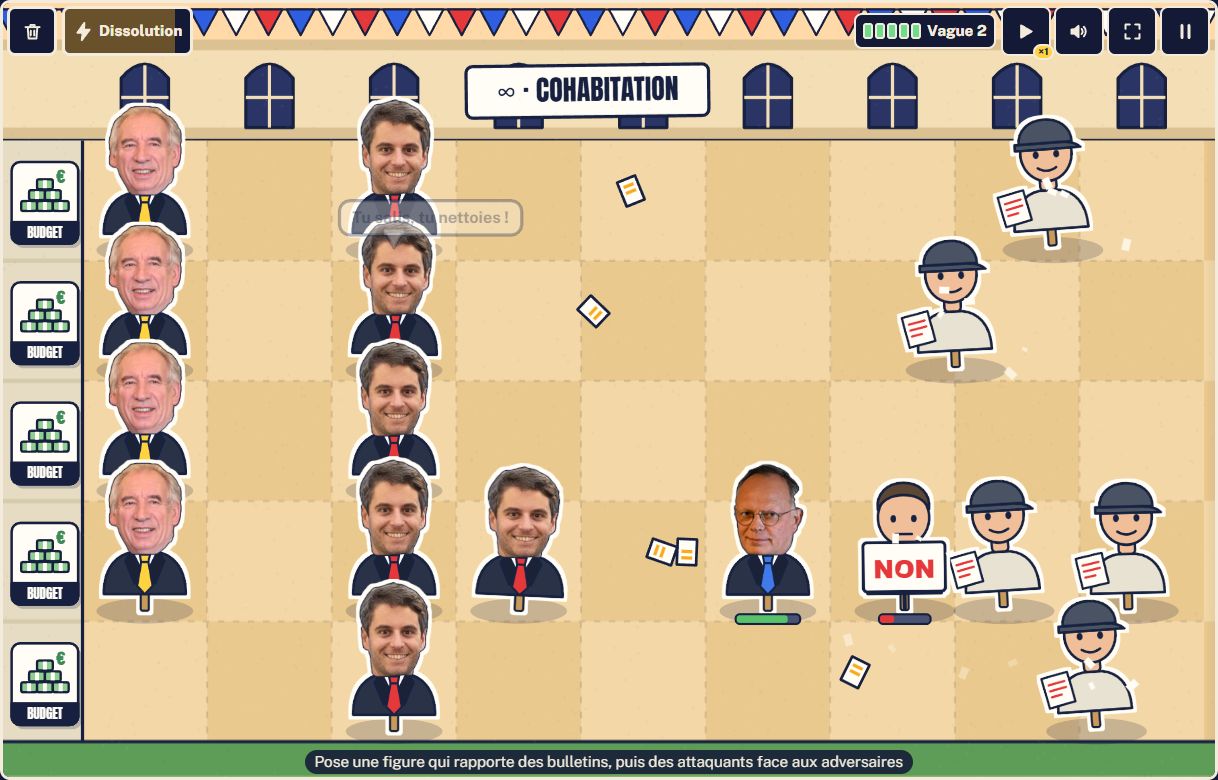 Dissolution
Vague 2
×1
∞ · COHABITATION
€
BUDGET
Tu salis, tu nettoies !
€
BUDGET
€
BUDGET
€
BUDGET
NON
€
BUDGET
Pose une figure qui rapporte des bulletins, puis des attaquants face aux adversaires